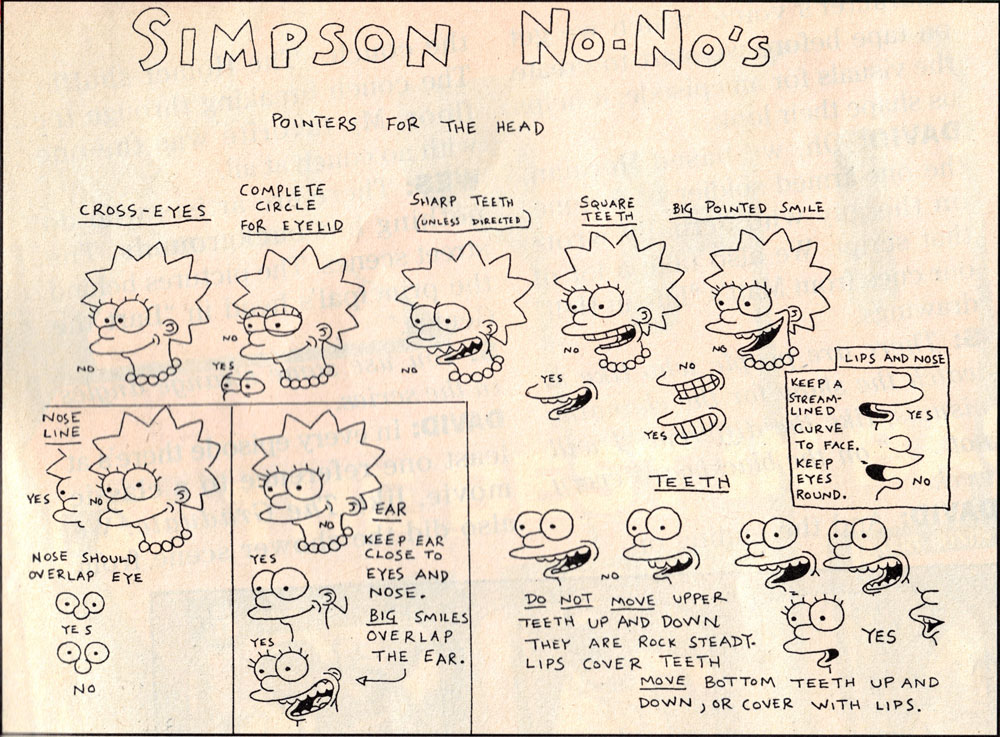 SIMPSON NO-NO'S
POINTERS FOR THE HEAD
CROSS-EYES
NO
COMPLETE
CIRCLE
FOR EYELID
NO
YES
SHARP TEETH
(UNLESS DIRECTED)
NO
SQUARE
TEETH
NO
YES
NO
YES
BIG POINTED SMILE
NO
LIPS AND NOSE
KEEP A
STREAM-
LINED
CURVE
TO FACE.
KEEP
EYES
ROUND.
YES
NO
NOSE
LINE
YES
NO
NOSE SHOULD
OVERLAP EYE
YES
NO
NO
EAR
KEEP EAR
CLOSE TO
EYES AND
NOSE.
BIG SMILES
OVERLAP
THE EAR.
YES
YES
TEETH
NO
DO NOT MOVE UPPER
TEETH UP AND DOWN
THEY ARE ROCK STEADY.
LIPS COVER TEETH
YES
MOVE BOTTOM TEETH UP AND
DOWN, OR COVER WITH LIPS.